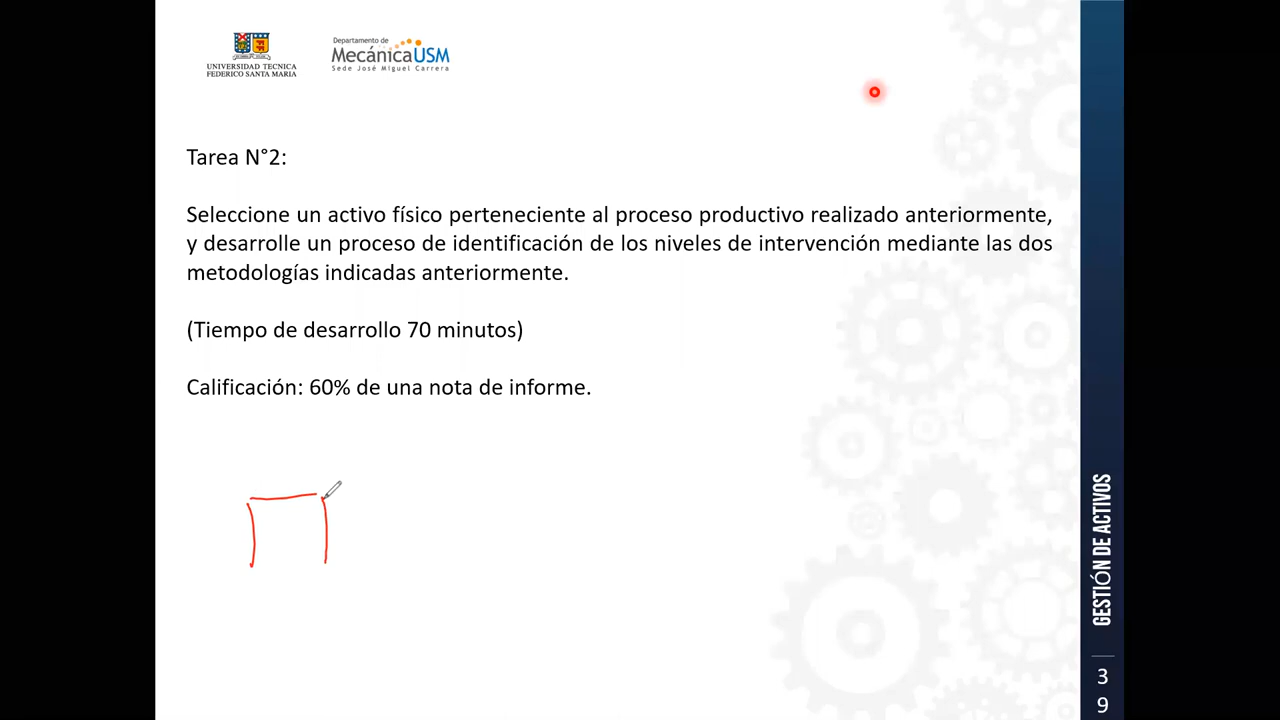 UNIVERSIDAD TECNICA
FEDERICO SANTA MARIA
Departamento de
MecánicaUSM
Sede José Miguel Carrera
Tarea N°2:
Seleccione un activo físico perteneciente al proceso productivo realizado anteriormente,
y desarrolle un proceso de identificación de los niveles de intervención mediante las dos
metodologías indicadas anteriormente.
(Tiempo de desarrollo 70 minutos)
Calificación: 60% de una nota de informe.
GESTIÓN DE ACTIVOS
3
9